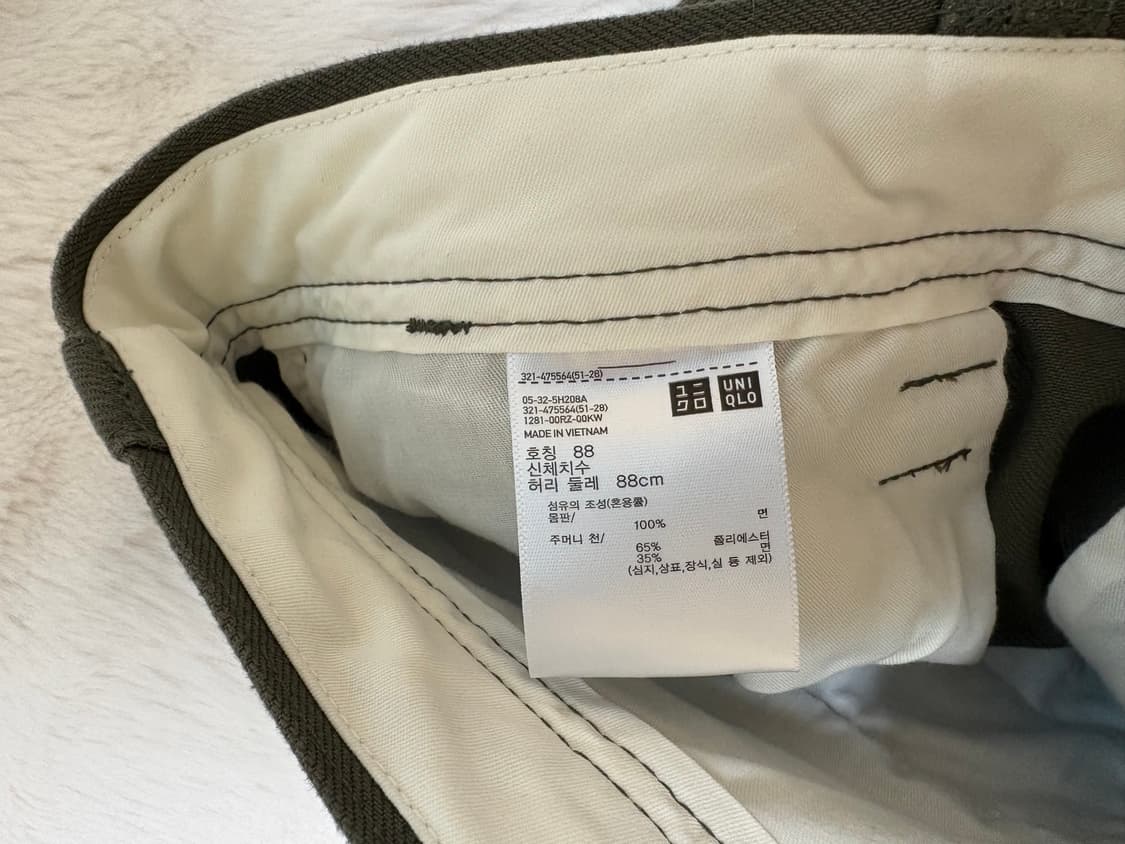 321-475564(51-28)
ユニ
クロ
UNI
QLO
05-32-5H208A
321-475564(51-28)
1281-00RZ-00KW
MADE IN VIETNAM
호칭 88
신체치수
허리 둘레 88cm
섬유의 조성(혼용률)
몸판/ 면
100%
주머니 천/ 폴리에스터
65% 면
35%
(심지,상표,장식,실 등 제외)